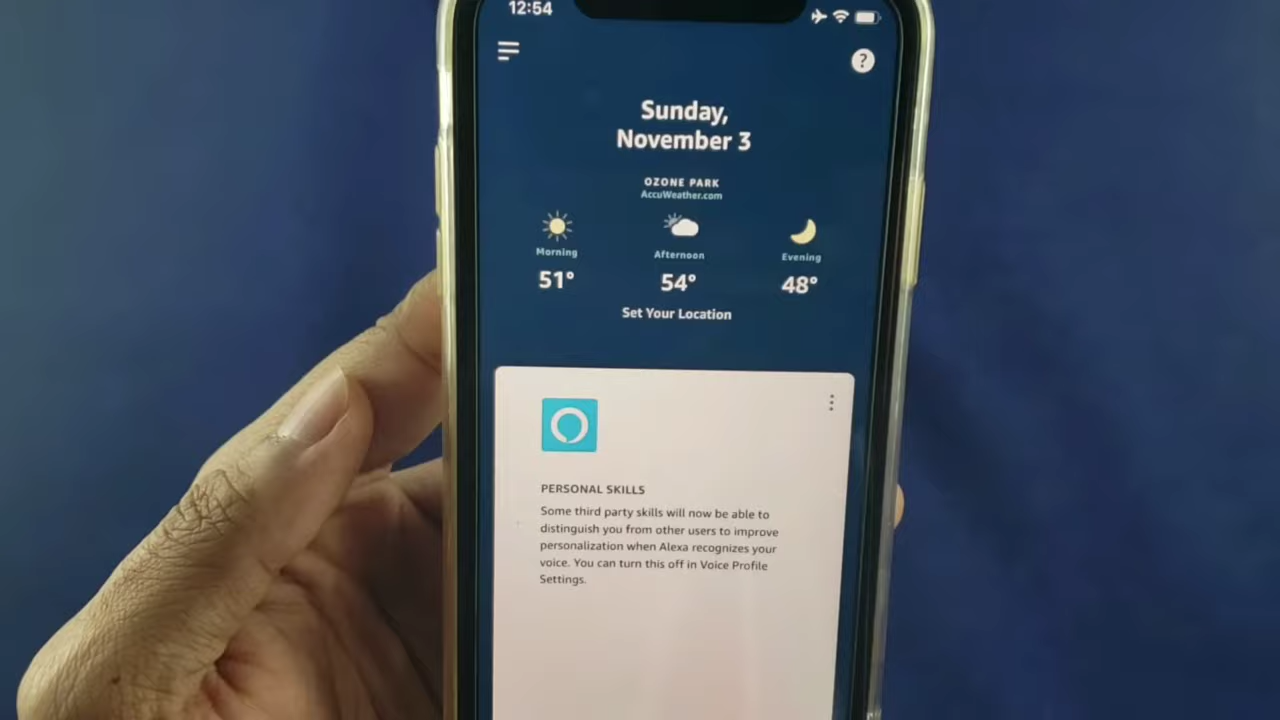 12:54
?
Sunday,
November 3
OZONE PARK
AccuWeather.com
Morning Afternoon Evening
51° 54° 48°
Set Your Location
PERSONAL SKILLS
Some third party skills will now be able to
distinguish you from other users to improve
personalization when Alexa recognizes your
voice. You can turn this off in Voice Profile
Settings.